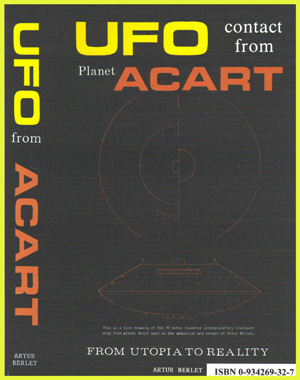 UFO
from
ACART
ARTUR
BERLET
UFO
contact
from
Planet
ACART
This is a line drawing of the 30 meter diameter interplanetary transport
ship from planet Acart used in the abduction and return of Artur Berlet.
FROM UTOPIA TO REALITY
ARTUR BERLET
ISBN 0-934269-32-7